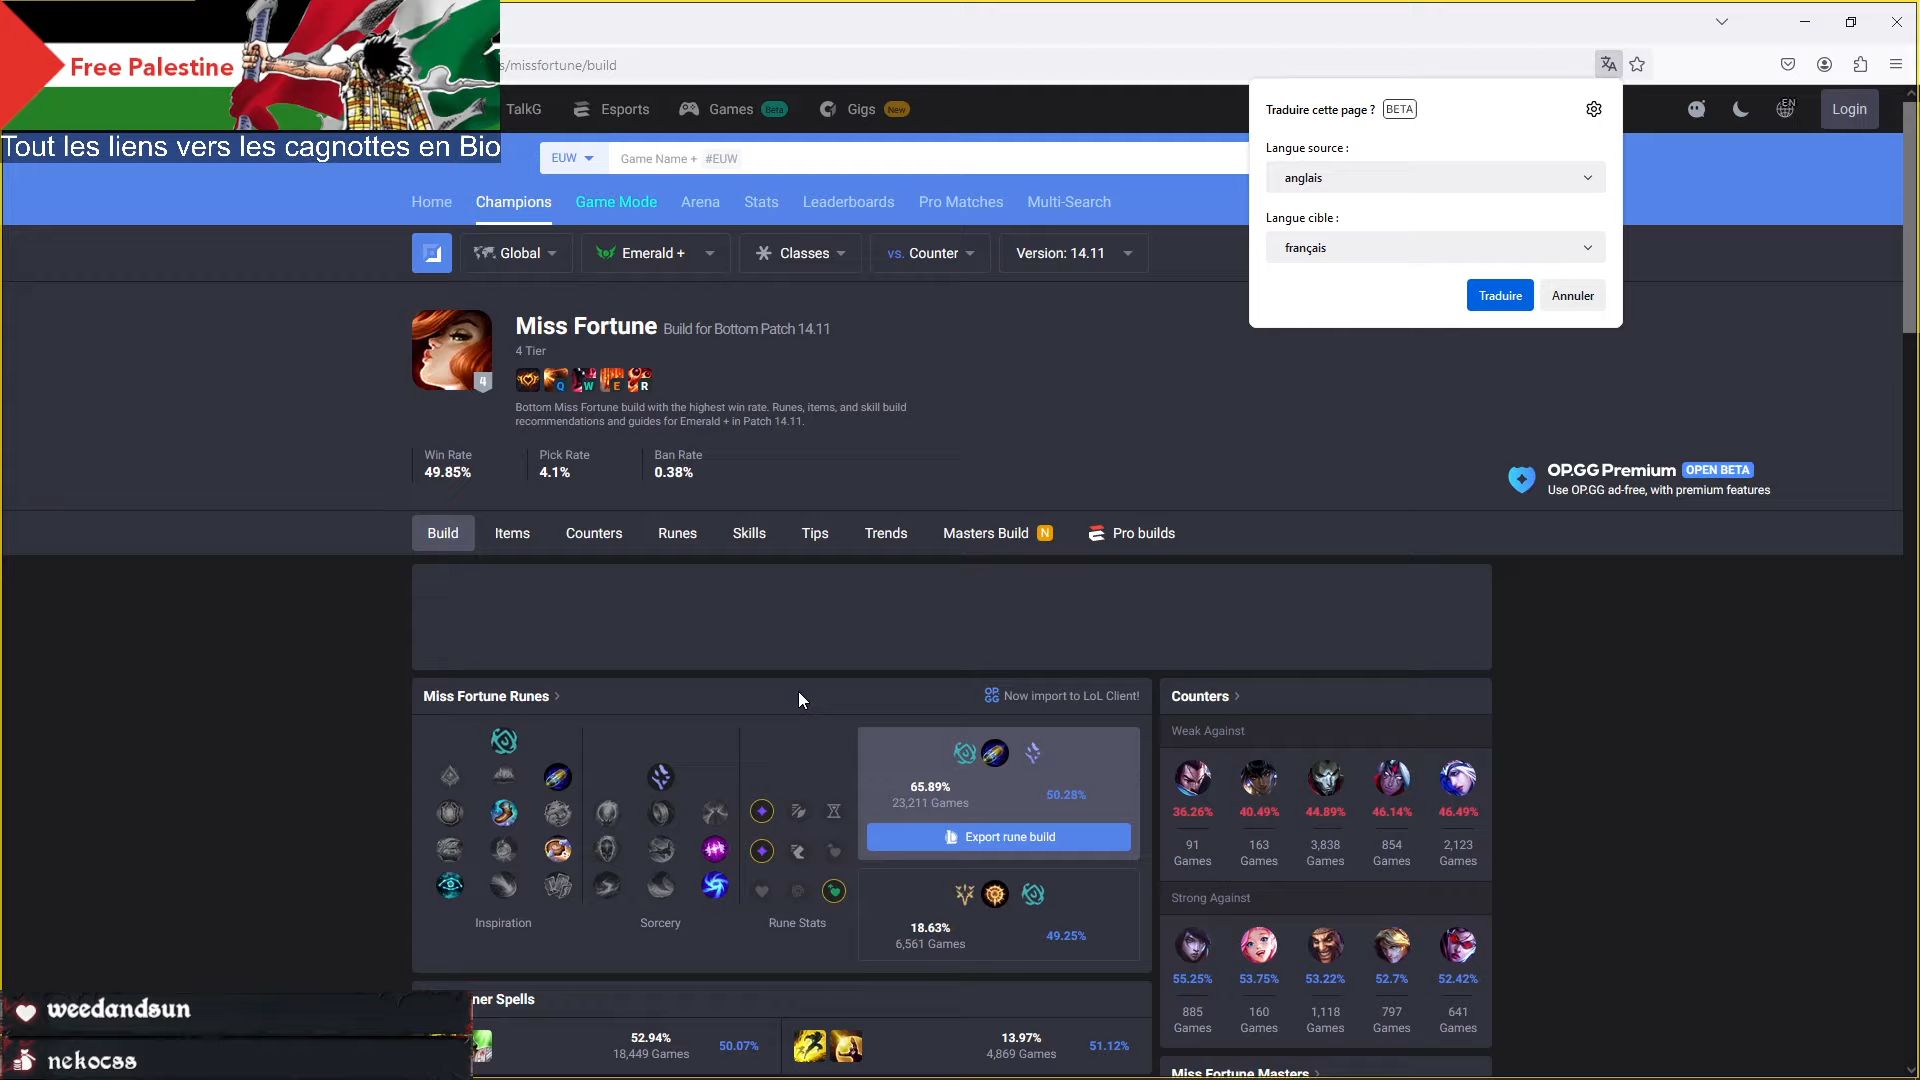 Free Palestine
Tout les liens vers les cagnottes en Bio
s/missfortune/build
TalkG
Esports
Games Beta
Gigs New
EN
Login
EUW
Game Name + #EUW
Home
Champions
Game Mode
Arena
Stats
Leaderboards
Pro Matches
Multi-Search
Traduire cette page ? BETA
Langue source :
anglais
Langue cible :
français
Traduire
Annuler
Global
Emerald +
Classes
vs. Counter
Version: 14.11
Miss Fortune Build for Bottom Patch 14.11
4 Tier
4
Q W E R
Bottom Miss Fortune build with the highest win rate. Runes, items, and skill build
recommendations and guides for Emerald + in Patch 14.11.
Win Rate
49.85%
Pick Rate
4.1%
Ban Rate
0.38%
OP.GG Premium OPEN BETA
Use OP.GG ad-free, with premium features
Build
Items
Counters
Runes
Skills
Tips
Trends
Masters Build N
Pro builds
Miss Fortune Runes
OP.GG Now import to LoL Client!
Inspiration
Sorcery
Rune Stats
65.89%
23,211 Games
50.28%
Export rune build
18.63%
6,561 Games
49.25%
Counters
Weak Against
36.26% 40.49% 44.89% 46.14% 46.49%
91 163 3,838 854 2,123
Games Games Games Games Games
Strong Against
55.25% 53.75% 53.22% 52.7% 52.42%
885 160 1,118 797 641
Games Games Games Games Games
ner Spells
52.94%
18,449 Games
50.07%
13.97%
4,869 Games
51.12%
Miss Fortune Masters
weedandsun
nekocss